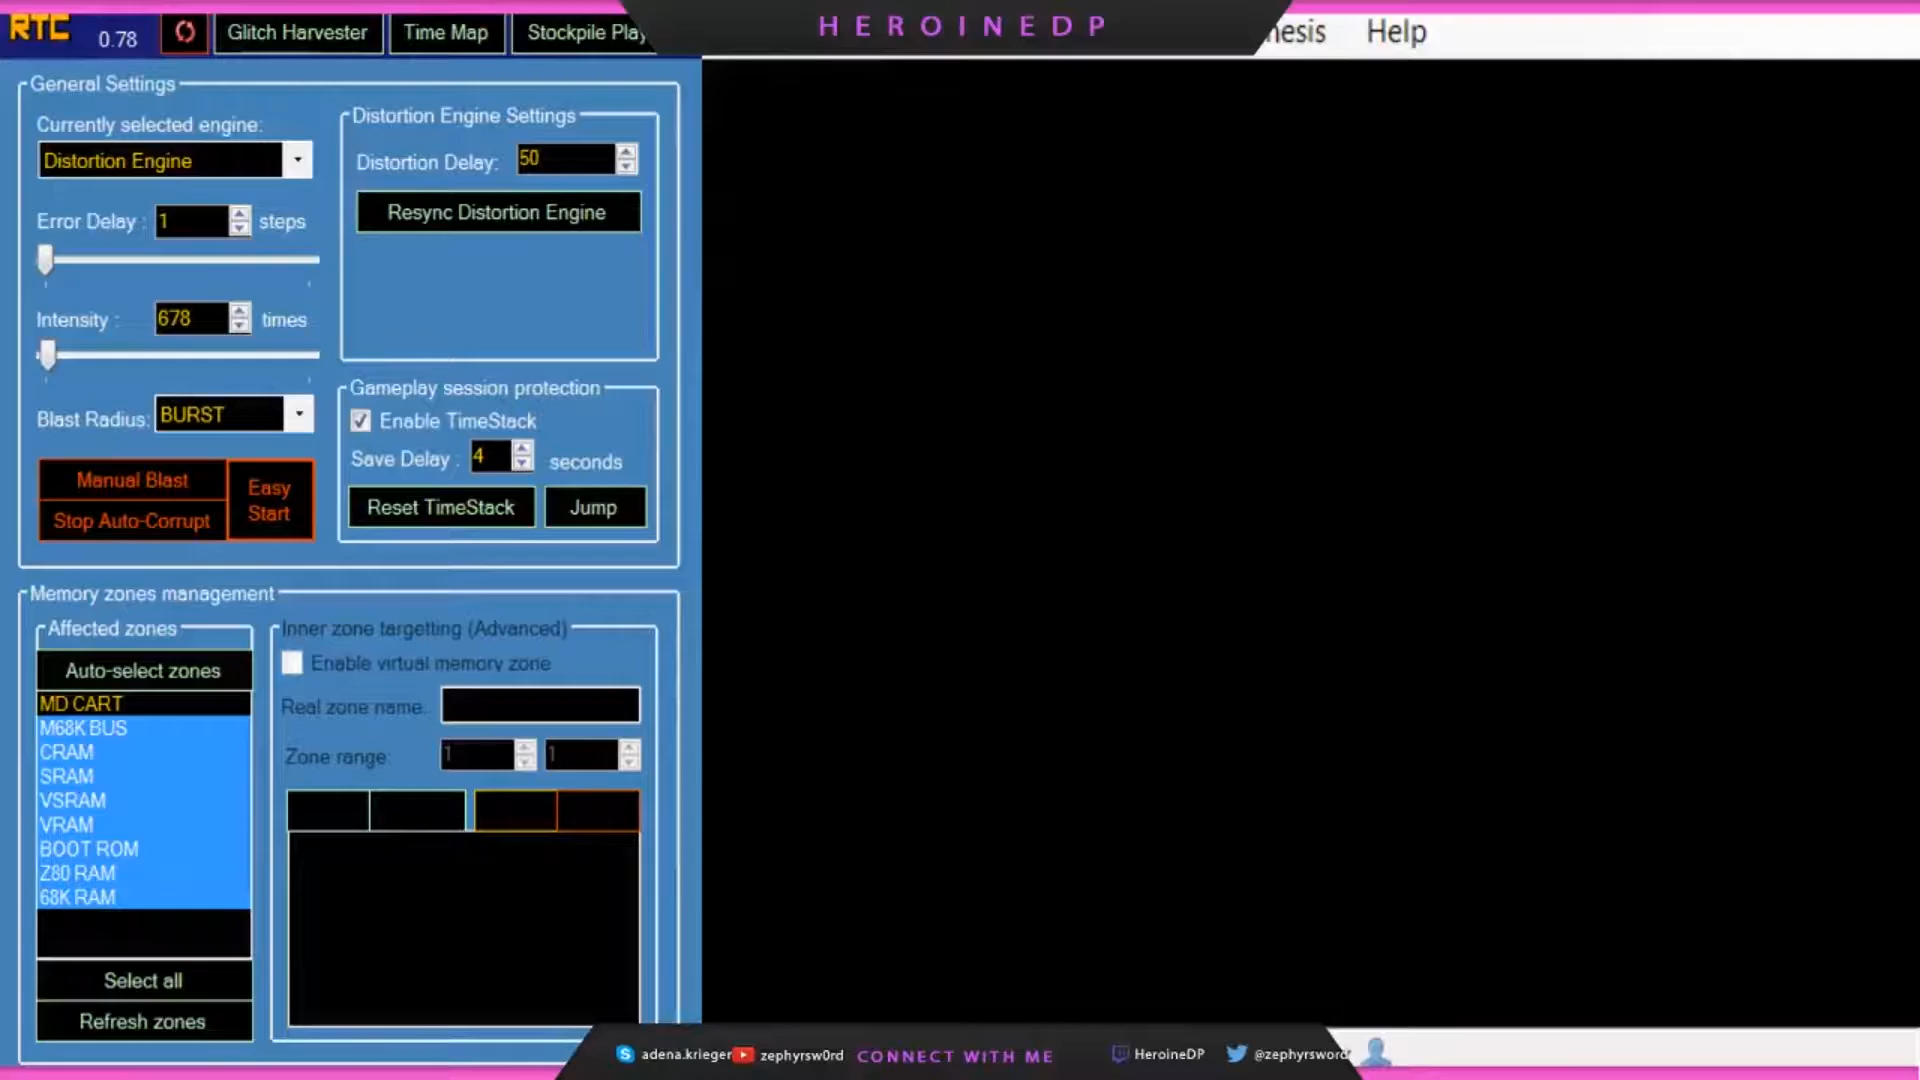 HEROINEDP
RTC 0.78 Glitch Harvester Time Map Stockpile Play Help
General Settings
Currently selected engine:
Distortion Engine
Error Delay : 1 steps
Intensity : 678 times
Blast Radius: BURST
Manual Blast
Stop Auto-Corrupt
Easy
Start
Distortion Engine Settings
Distortion Delay: 50
Resync Distortion Engine
Gameplay session protection
Enable TimeStack
Save Delay : 4 seconds
Reset TimeStack Jump
Memory zones management
Affected zones
Auto-select zones
MD CART
M68K BUS
CRAM
SRAM
VSRAM
VRAM
BOOT ROM
Z80 RAM
68K RAM
Select all
Refresh zones
Inner zone targetting (Advanced)
Enable virtual memory zone
Real zone name:
Zone range: 1 1
adena.krieger zephyrsw0rd CONNECT WITH ME HeroineDP @zephyrsword